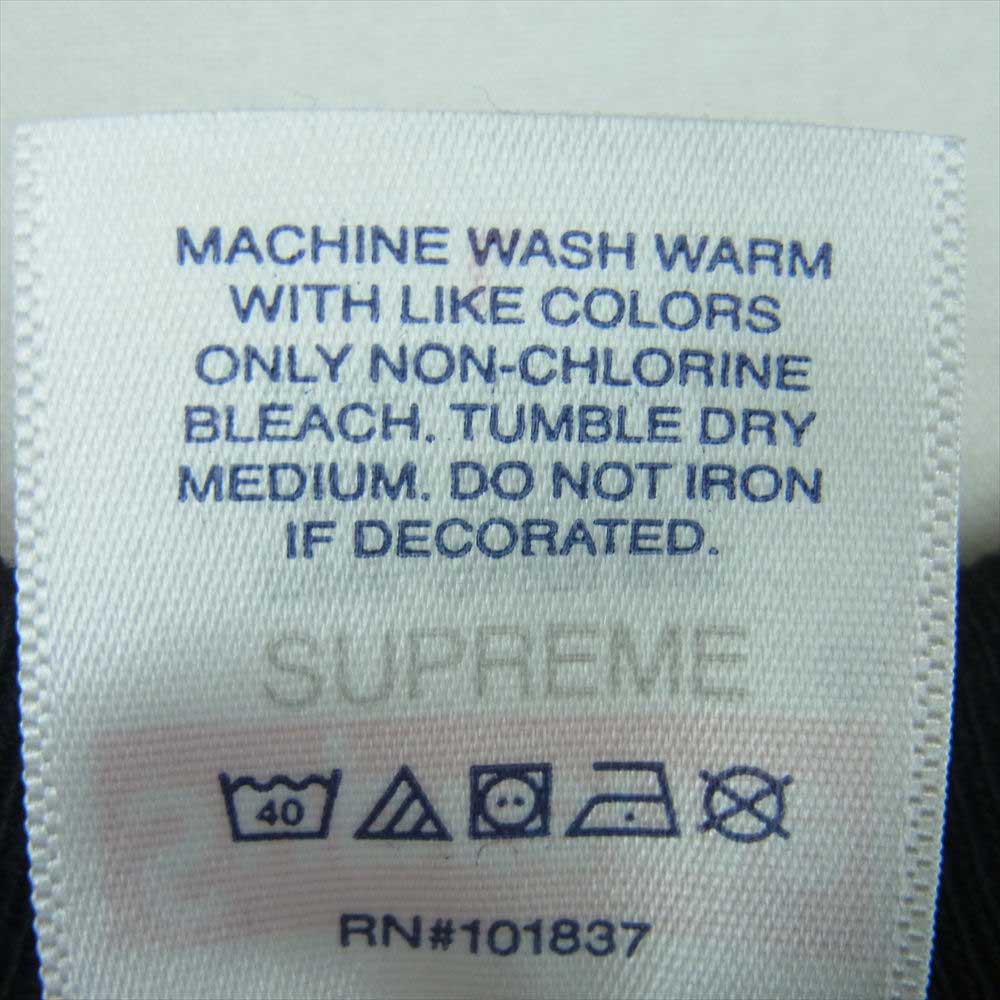 MACHINE WASH WARM
WITH LIKE COLORS
ONLY NON-CHLORINE
BLEACH. TUMBLE DRY
MEDIUM. DO NOT IRON
IF DECORATED.
SUPREME
40
RN#101837